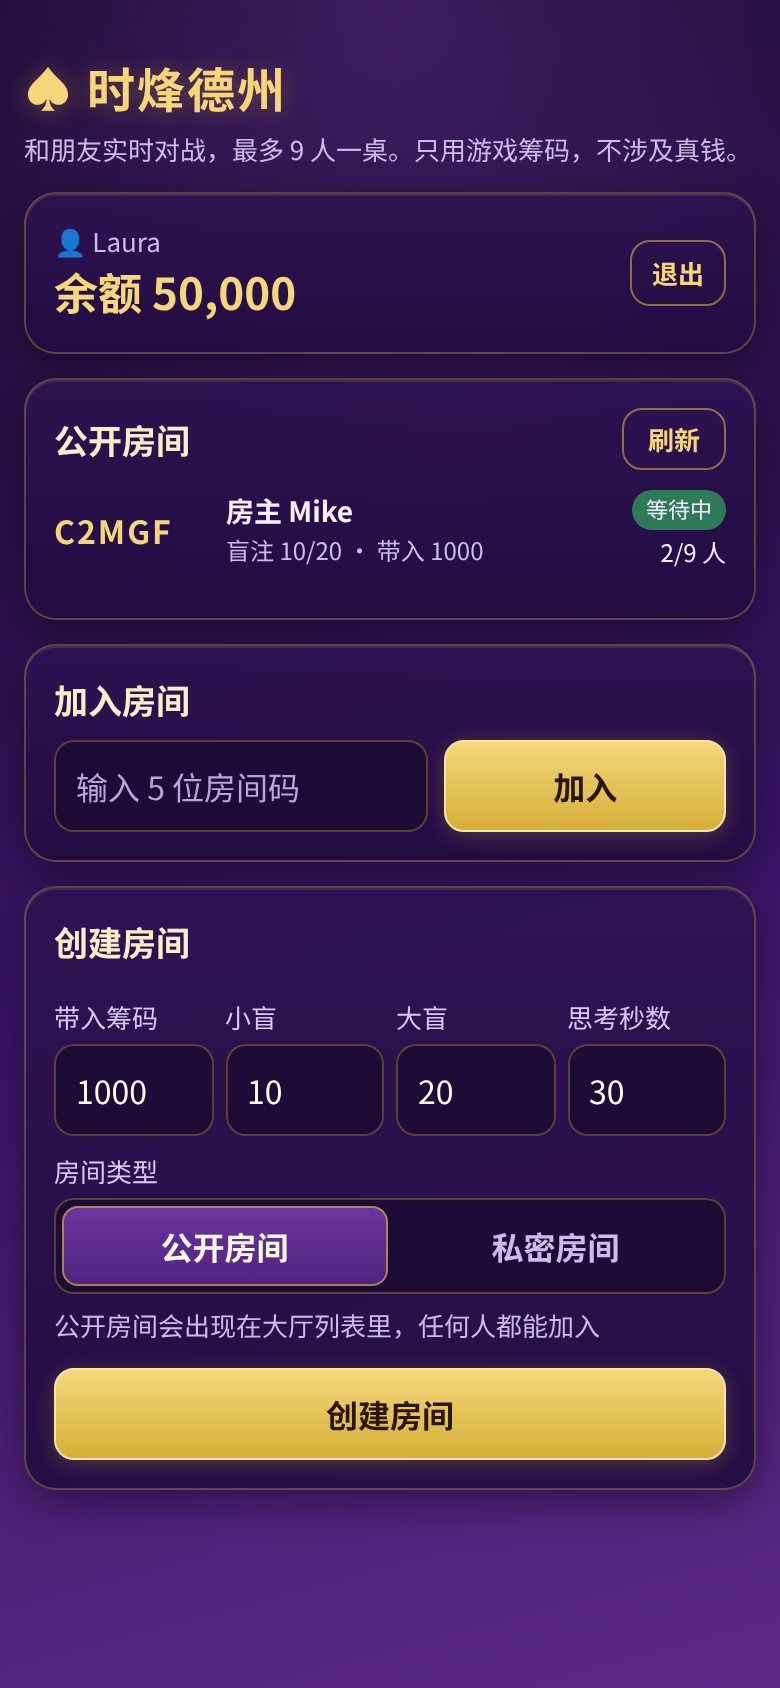 ♠ 时烽德州
和朋友实时对战，最多 9 人一桌。只用游戏筹码，不涉及真钱。
👤 Laura
余额 50,000
退出
公开房间
刷新
C2MGF
房主 Mike
盲注 10/20 · 带入 1000
等待中
2/9 人
加入房间
输入 5 位房间码
加入
创建房间
带入筹码 小盲 大盲 思考秒数
1000 10 20 30
房间类型
公开房间 私密房间
公开房间会出现在大厅列表里，任何人都能加入
创建房间